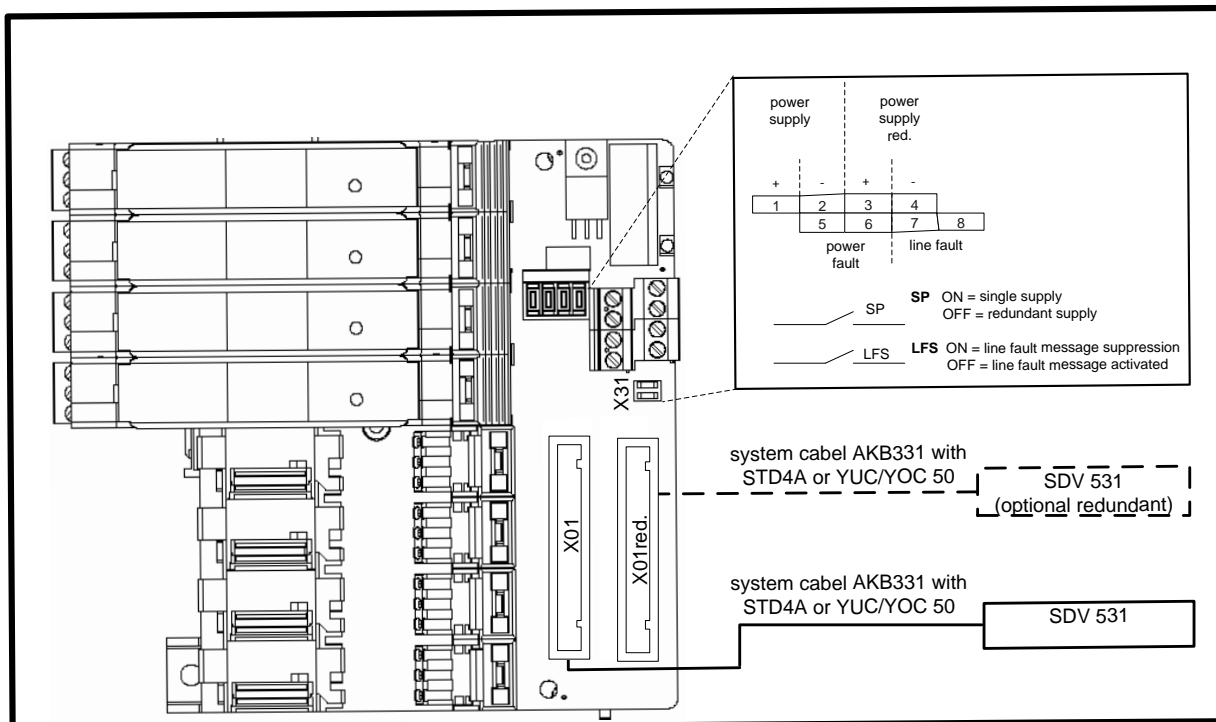 power
supply
power
supply
red.
+ - + -
1 2 3 4
5 6 7 8
power
fault
line fault
SP
SP ON = single supply
OFF = redundant supply
LFS
LFS ON = line fault message suppression
OFF = line fault message activated
X31
X01
X01red.
system cabel AKB331 with
STD4A or YUC/YOC 50
SDV 531
(optional redundant)
system cabel AKB331 with
STD4A or YUC/YOC 50
SDV 531